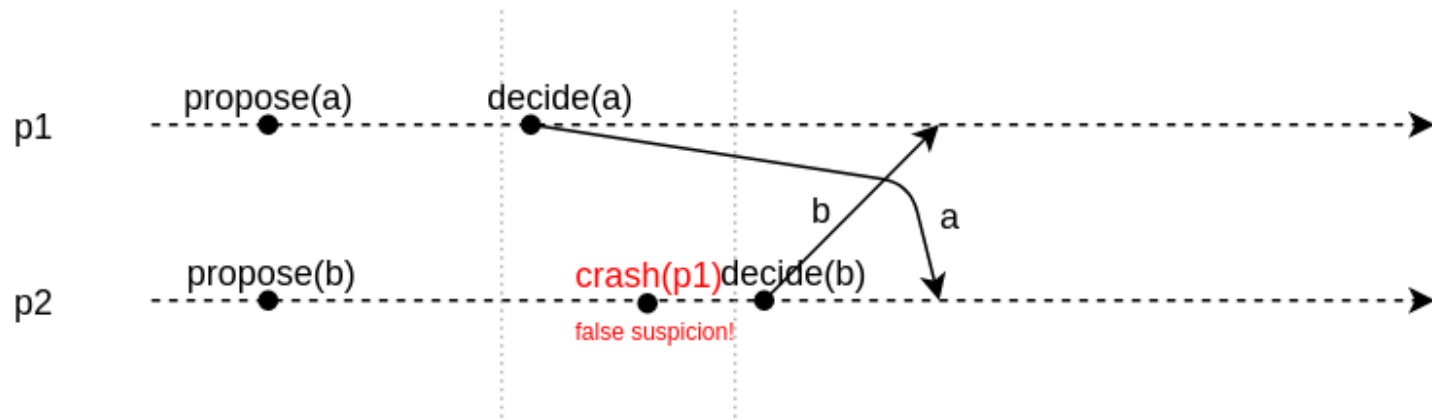 propose(a)
decide(a)
p1
b
a
propose(b)
crash(p1)
decide(b)
p2
false suspicion!